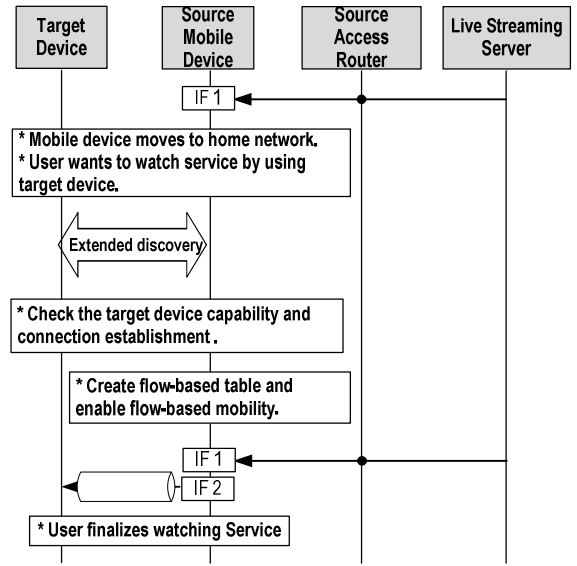 Target
Device
Source
Mobile
Device
Source
Access
Router
Live Streaming
Server
IF 1
* Mobile device moves to home network.
* User wants to watch service by using
target device.
Extended discovery
* Check the target device capability and
connection establishment .
* Create flow-based table and
enable flow-based mobility.
IF 1
IF 2
* User finalizes watching Service